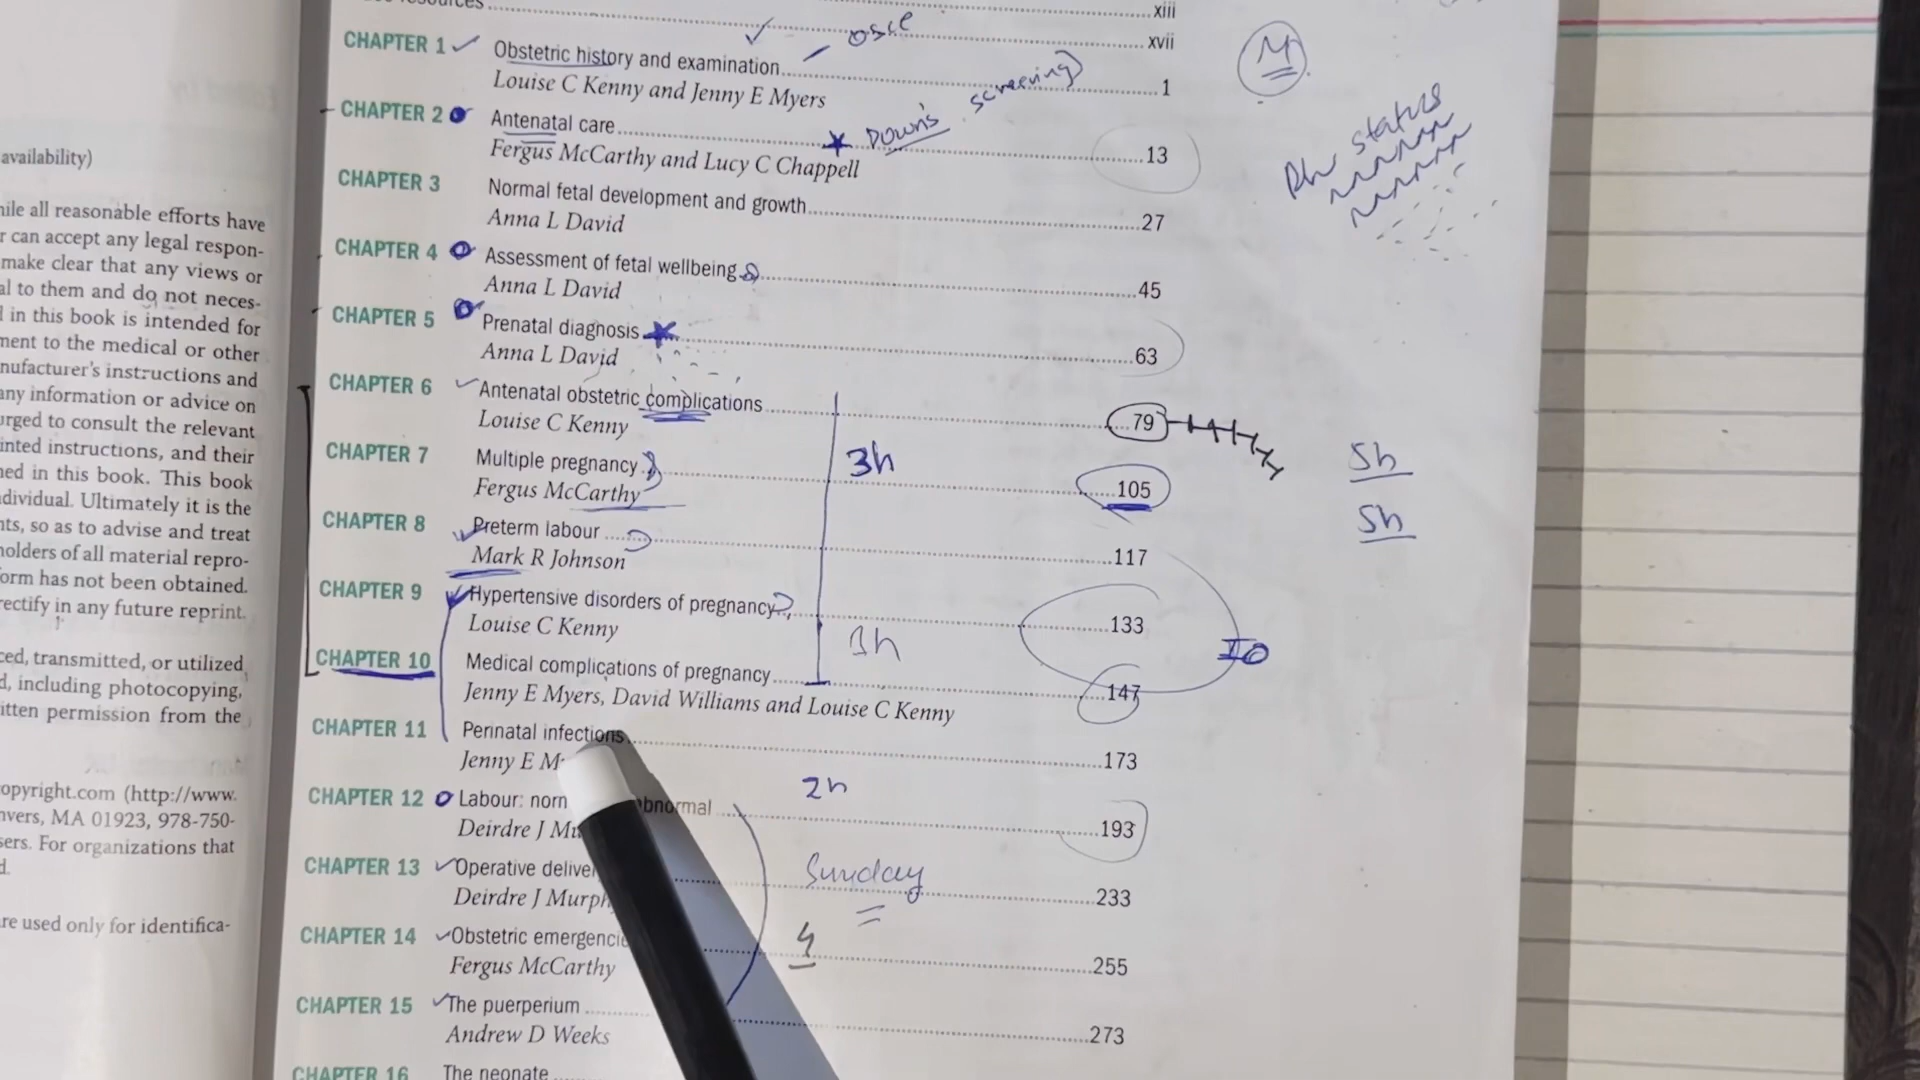 availability)
hile all reasonable efforts have
r can accept any legal respon-
make clear that any views or
al to them and do not neces-
l in this book is intended for
ment to the medical or other
nufacturer's instructions and
any information or advice on
urged to consult the relevant
inted instructions, and their
ned in this book. This book
dividual. Ultimately it is the
nts, so as to advise and treat
holders of all material repro-
form has not been obtained.
rectify in any future reprint.
ced, transmitted, or utilized
d, including photocopying,
itten permission from the
opyright.com (http://www.
nvers, MA 01923, 978-750-
sers. For organizations that
d.
re used only for identifica-
xiii
xvii
osce
CHAPTER 1 Obstetric history and examination 1
Louise C Kenny and Jenny E Myers
CHAPTER 2 Antenatal care 13
Down's screening
Fergus McCarthy and Lucy C Chappell
Rh status
CHAPTER 3 Normal fetal development and growth 27
Anna L David
CHAPTER 4 Assessment of fetal wellbeing 45
Anna L David
CHAPTER 5 Prenatal diagnosis 63
Anna L David
CHAPTER 6 Antenatal obstetric complications 79
Louise C Kenny
CHAPTER 7 Multiple pregnancy 105
3h
5h
Fergus McCarthy
5h
CHAPTER 8 Preterm labour 117
Mark R Johnson
CHAPTER 9 Hypertensive disorders of pregnancy 133
Louise C Kenny
CHAPTER 10 Medical complications of pregnancy 147
Jenny E Myers, David Williams and Louise C Kenny
CHAPTER 11 Perinatal infections 173
Jenny E M
2h
CHAPTER 12 Labour: norm bnormal 193
Deirdre J Mu
CHAPTER 13 Operative delive 233
Sunday
Deirdre J Murph
CHAPTER 14 Obstetric emergenci 255
4
Fergus McCarthy
CHAPTER 15 The puerperium 273
Andrew D Weeks
CHAPTER 16 The neonate